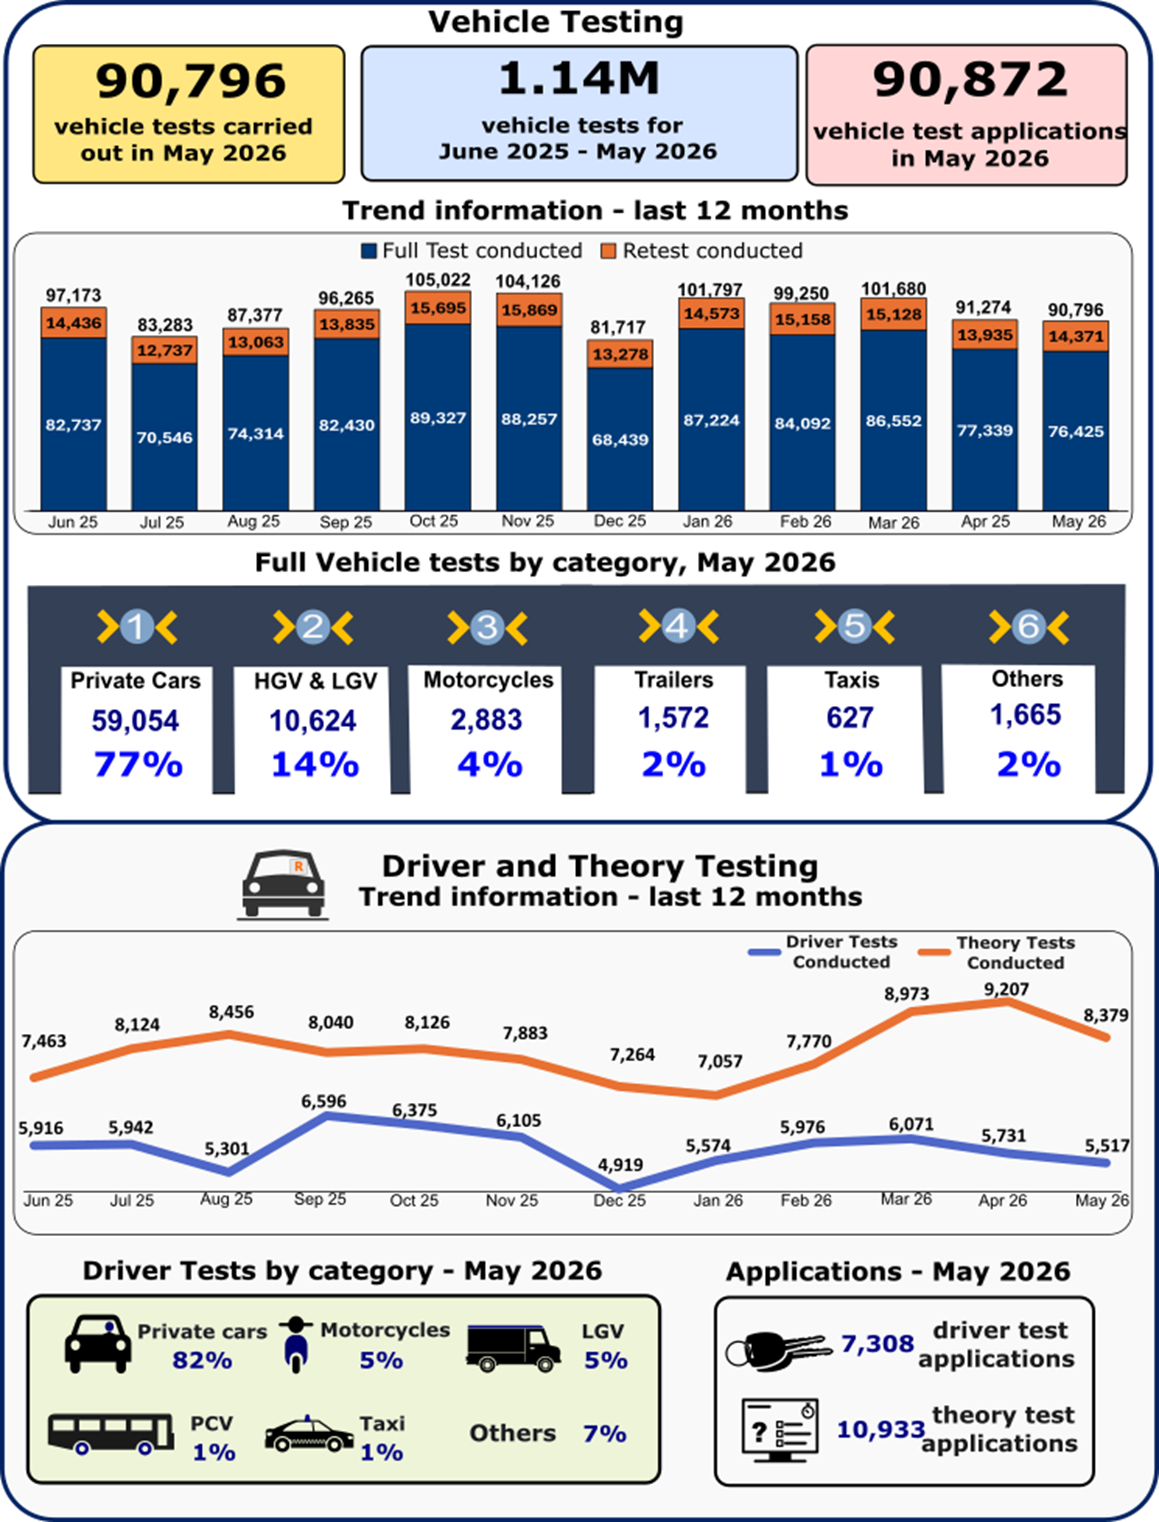 Vehicle Testing
90,796
vehicle tests carried
out in May 2026
1.14M
vehicle tests for
June 2025 - May 2026
90,872
vehicle test applications
in May 2026
Trend information - last 12 months
Full Test conducted Retest conducted
97,173 83,283 87,377 96,265 105,022 104,126 81,717 101,797 99,250 101,680 91,274 90,796
14,436 12,737 13,063 13,835 15,695 15,869 13,278 14,573 15,158 15,128 13,935 14,371
82,737 70,546 74,314 82,430 89,327 88,257 68,439 87,224 84,092 86,552 77,339 76,425
Jun 25 Jul 25 Aug 25 Sep 25 Oct 25 Nov 25 Dec 25 Jan 26 Feb 26 Mar 26 Apr 25 May 26
Full Vehicle tests by category, May 2026
1 2 3 4 5 6
Private Cars HGV & LGV Motorcycles Trailers Taxis Others
59,054 10,624 2,883 1,572 627 1,665
77% 14% 4% 2% 1% 2%
R
Driver and Theory Testing
Trend information - last 12 months
Driver Tests
Conducted
Theory Tests
Conducted
7,463 8,124 8,456 8,040 8,126 7,883 7,264 7,057 7,770 8,973 9,207 8,379
5,916 5,942 5,301 6,596 6,375 6,105 4,919 5,574 5,976 6,071 5,731 5,517
Jun 25 Jul 25 Aug 25 Sep 25 Oct 25 Nov 25 Dec 25 Jan 26 Feb 26 Mar 26 Apr 26 May 26
Driver Tests by category - May 2026
Private cars
82%
Motorcycles
5%
LGV
5%
PCV
1%
Taxi
1%
Others 7%
Applications - May 2026
7,308 driver test
applications
?
10,933 theory test
applications